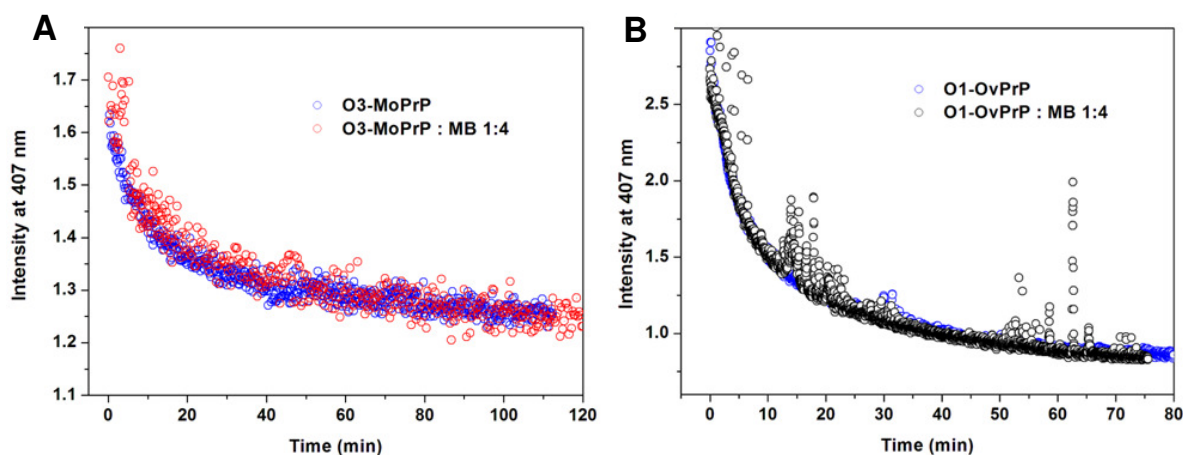 A
Intensity at 407 nm
1.8
1.7
1.6
1.5
1.4
1.3
1.2
1.1
O3-MoPrP
O3-MoPrP : MB 1:4
0 20 40 60 80 100 120
Time (min)
B
Intensity at 407 nm
2.5
2.0
1.5
1.0
O1-OvPrP
O1-OvPrP : MB 1:4
0 10 20 30 40 50 60 70 80
Time (min)